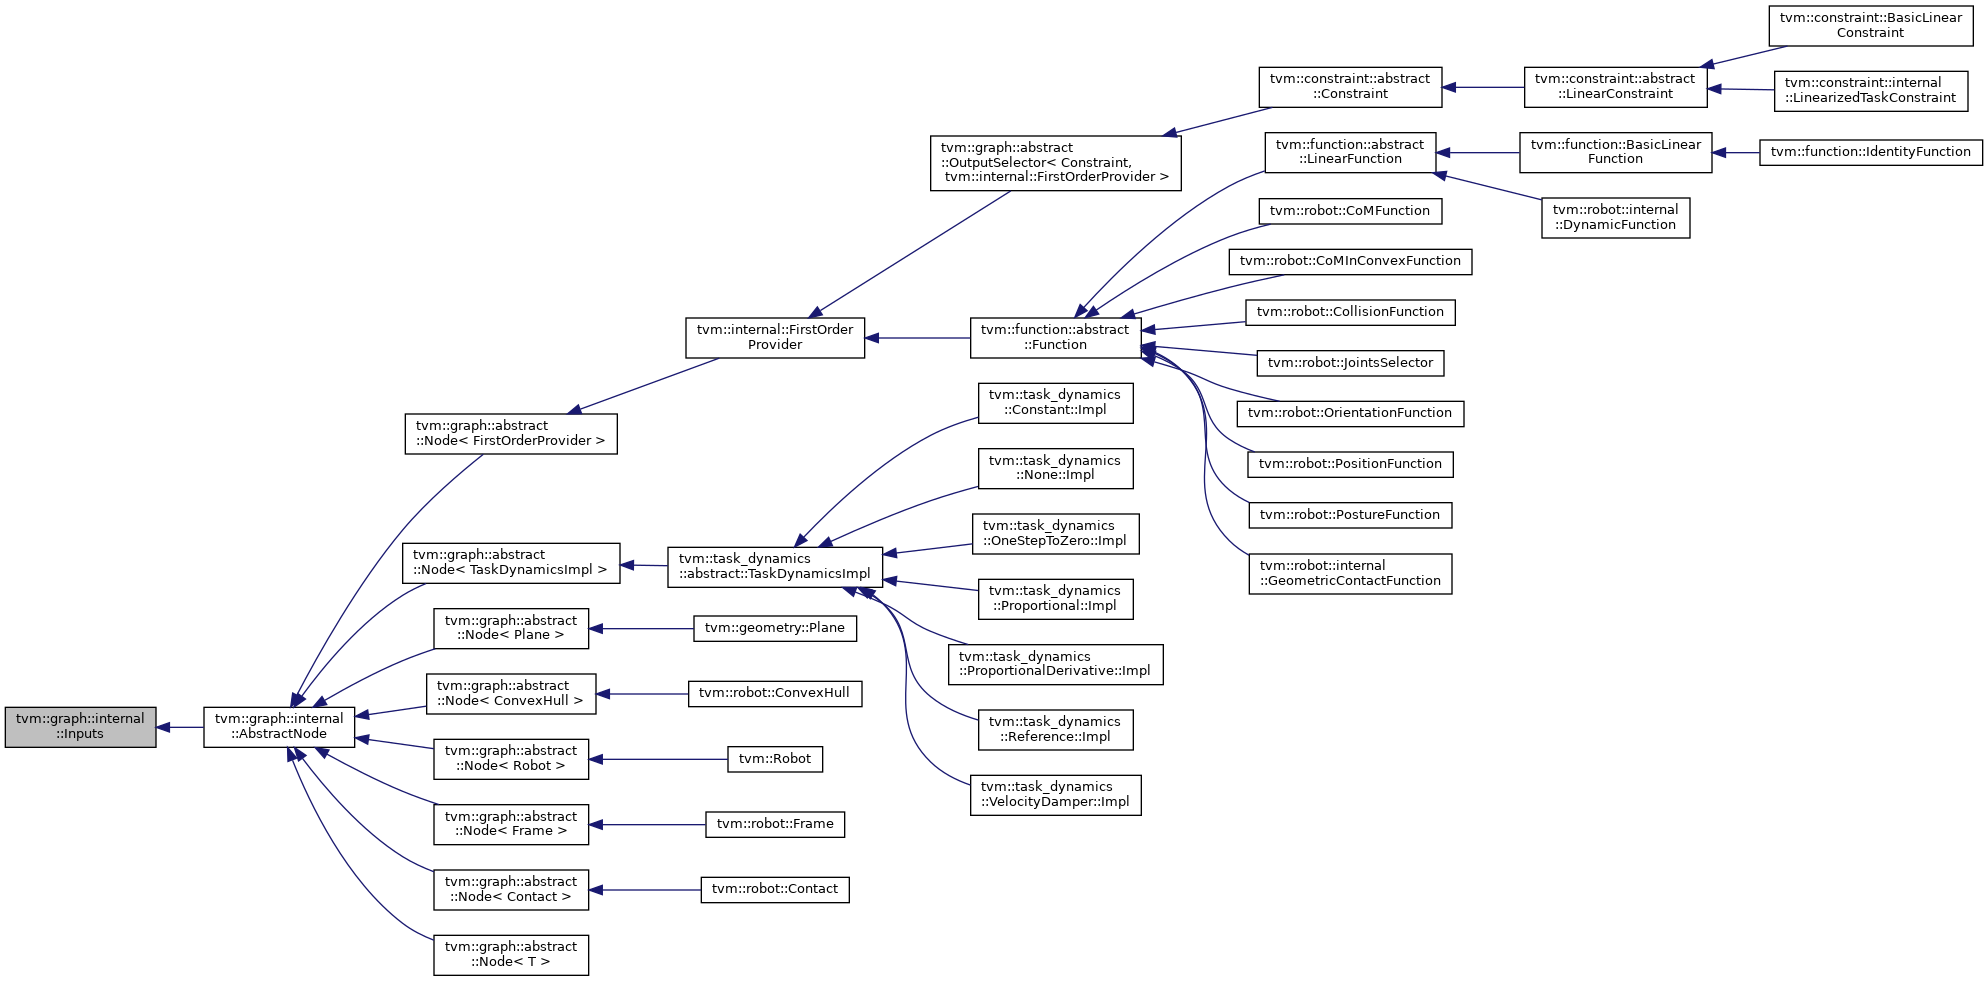 tvm::graph::internal
::Inputs
tvm::graph::internal
::AbstractNode
tvm::graph::abstract
::Node< FirstOrderProvider >
tvm::graph::abstract
::Node< TaskDynamicsImpl >
tvm::graph::abstract
::Node< Plane >
tvm::graph::abstract
::Node< ConvexHull >
tvm::graph::abstract
::Node< Robot >
tvm::graph::abstract
::Node< Frame >
tvm::graph::abstract
::Node< Contact >
tvm::graph::abstract
::Node< T >
tvm::internal::FirstOrder
Provider
tvm::task_dynamics
::abstract::TaskDynamicsImpl
tvm::geometry::Plane
tvm::robot::ConvexHull
tvm::Robot
tvm::robot::Frame
tvm::robot::Contact
tvm::graph::abstract
::OutputSelector< Constraint,
tvm::internal::FirstOrderProvider >
tvm::function::abstract
::Function
tvm::task_dynamics
::Constant::Impl
tvm::task_dynamics
::None::Impl
tvm::task_dynamics
::OneStepToZero::Impl
tvm::task_dynamics
::Proportional::Impl
tvm::task_dynamics
::ProportionalDerivative::Impl
tvm::task_dynamics
::Reference::Impl
tvm::task_dynamics
::VelocityDamper::Impl
tvm::constraint::abstract
::Constraint
tvm::function::abstract
::LinearFunction
tvm::robot::CoMFunction
tvm::robot::CoMInConvexFunction
tvm::robot::CollisionFunction
tvm::robot::JointsSelector
tvm::robot::OrientationFunction
tvm::robot::PositionFunction
tvm::robot::PostureFunction
tvm::robot::internal
::GeometricContactFunction
tvm::constraint::abstract
::LinearConstraint
tvm::function::BasicLinear
Function
tvm::robot::internal
::DynamicFunction
tvm::constraint::BasicLinear
Constraint
tvm::constraint::internal
::LinearizedTaskConstraint
tvm::function::IdentityFunction